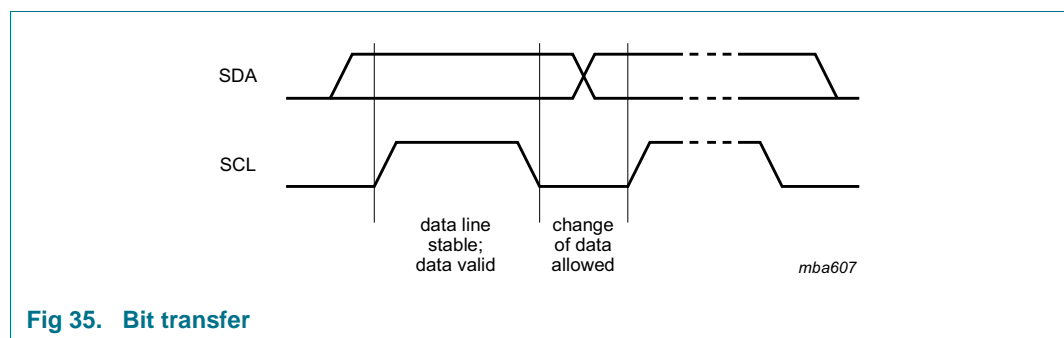 SDA
SCL
data line
stable;
data valid
change
of data
allowed
mba607
Fig 35. Bit transfer